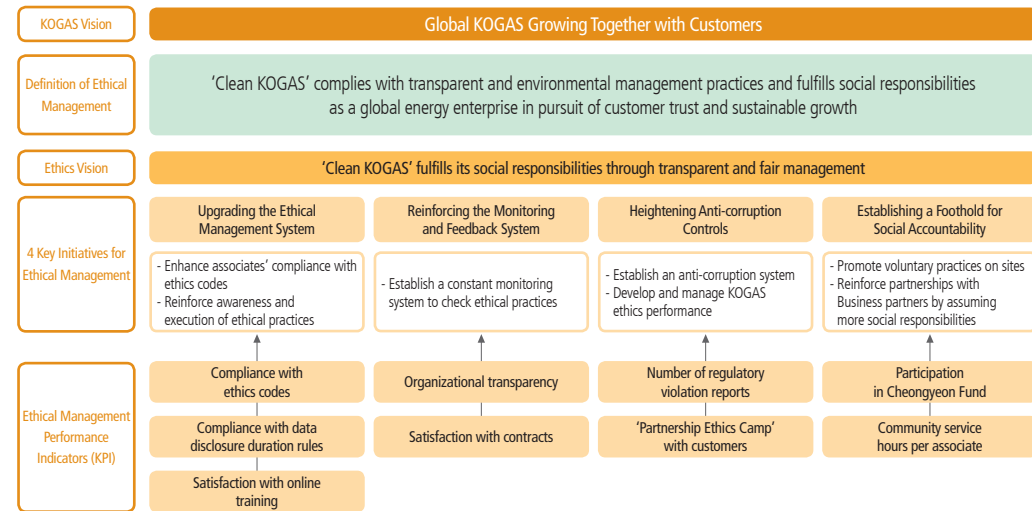 KOGAS Vision
Global KOGAS Growing Together with Customers
Definition of Ethical
Management
'Clean KOGAS' complies with transparent and environmental management practices and fulfills social responsibilities
as a global energy enterprise in pursuit of customer trust and sustainable growth
Ethics Vision
'Clean KOGAS' fulfills its social responsibilities through transparent and fair management
4 Key Initiatives for
Ethical Management
Upgrading the Ethical
Management System
- Enhance associates' compliance with
ethics codes
- Reinforce awareness and
execution of ethical practices
Reinforcing the Monitoring
and Feedback System
- Establish a constant monitoring
system to check ethical practices
Heightening Anti-corruption
Controls
- Establish an anti-corruption system
- Develop and manage KOGAS
ethics performance
Establishing a Foothold for
Social Accountability
- Promote voluntary practices on sites
- Reinforce partnerships with
Business partners by assuming
more social responsibilities
Ethical Management
Performance
Indicators (KPI)
Compliance with
ethics codes
Compliance with data
disclosure duration rules
Satisfaction with online
training
Organizational transparency
Satisfaction with contracts
Number of regulatory
violation reports
'Partnership Ethics Camp'
with customers
Participation
in Cheongyeon Fund
Community service
hours per associate